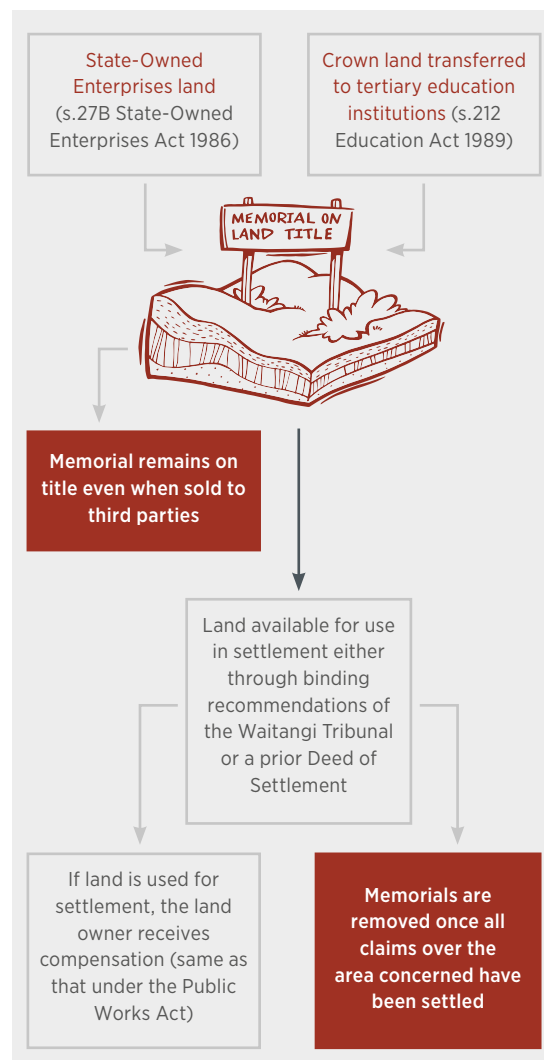 State-Owned
Enterprises land
(s.27B State-Owned
Enterprises Act 1986)
Crown land transferred
to tertiary education
institutions (s.212
Education Act 1989)
MEMORIAL ON
LAND TITLE
Memorial remains on
title even when sold to
third parties
Land available for use
in settlement either
through binding
recommendations of
the Waitangi Tribunal
or a prior Deed of
Settlement
If land is used for
settlement, the land
owner receives
compensation (same as
that under the Public
Works Act)
Memorials are
removed once all
claims over the
area concerned have
been settled